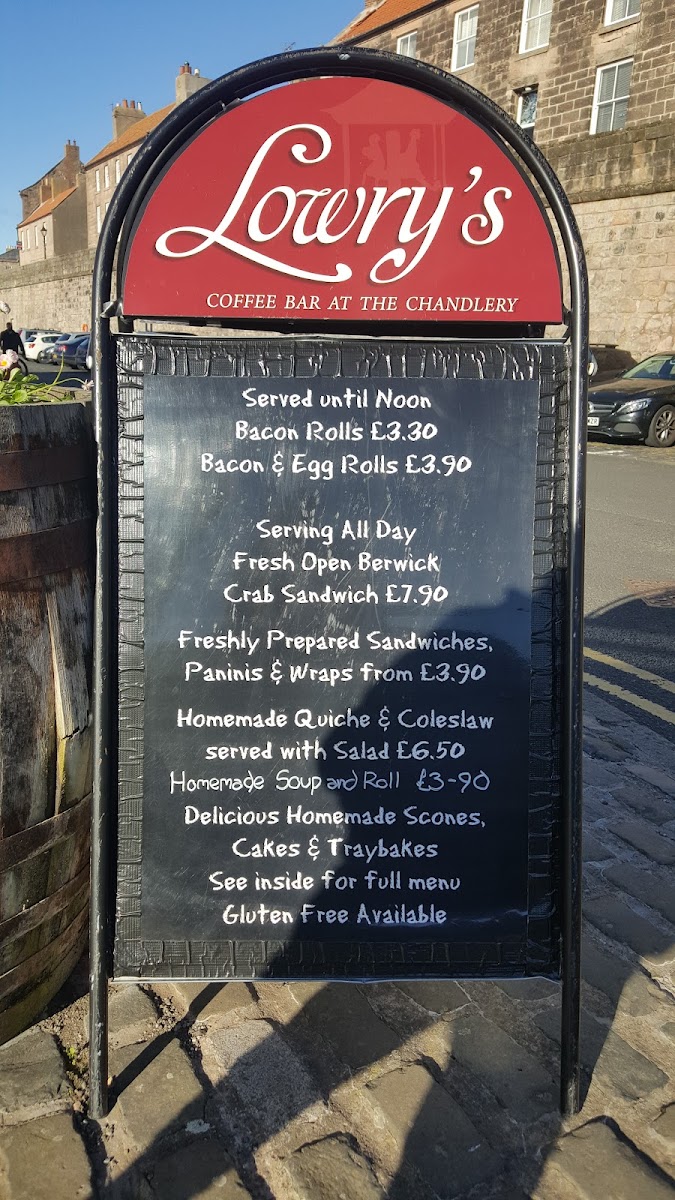 Lowry's
COFFEE BAR AT THE CHANDLERY
Served until Noon
Bacon Rolls £3.30
Bacon & Egg Rolls £3.90
Serving All Day
Fresh Open Berwick
Crab Sandwich £7.90
Freshly Prepared Sandwiches,
Paninis & Wraps from £3.90
Homemade Quiche & Coleslaw
served with Salad £6.50
Homemade Soup and Roll £3-90
Delicious Homemade Scones,
Cakes & Traybakes
See inside for full menu
Gluten Free Available